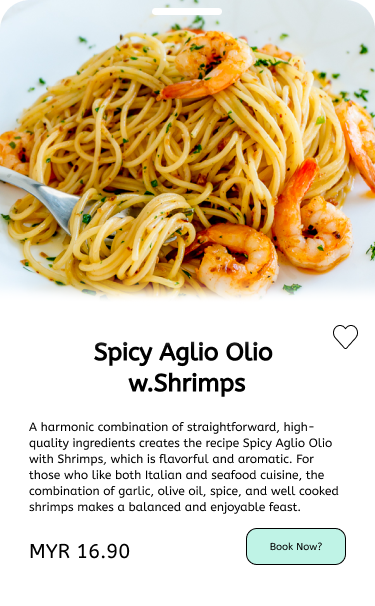 Spicy Aglio Olio
w.Shrimps
A harmonic combination of straightforward, high-
quality ingredients creates the recipe Spicy Aglio Olio
with Shrimps, which is flavorful and aromatic. For
those who like both Italian and seafood cuisine, the
combination of garlic, olive oil, spice, and well cooked
shrimps makes a balanced and enjoyable feast.
MYR 16.90
Book Now?